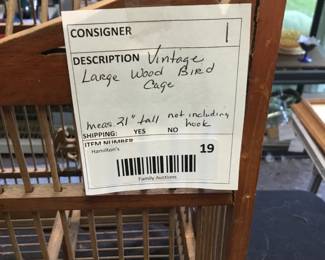 CONSIGNER 1
DESCRIPTION Vintage
Large Wood Bird
Cage
meas. 21" tall not including
hook
SHIPPING: YES NO
ITEM NUMBER
Hamilton's 19
Family Auctions